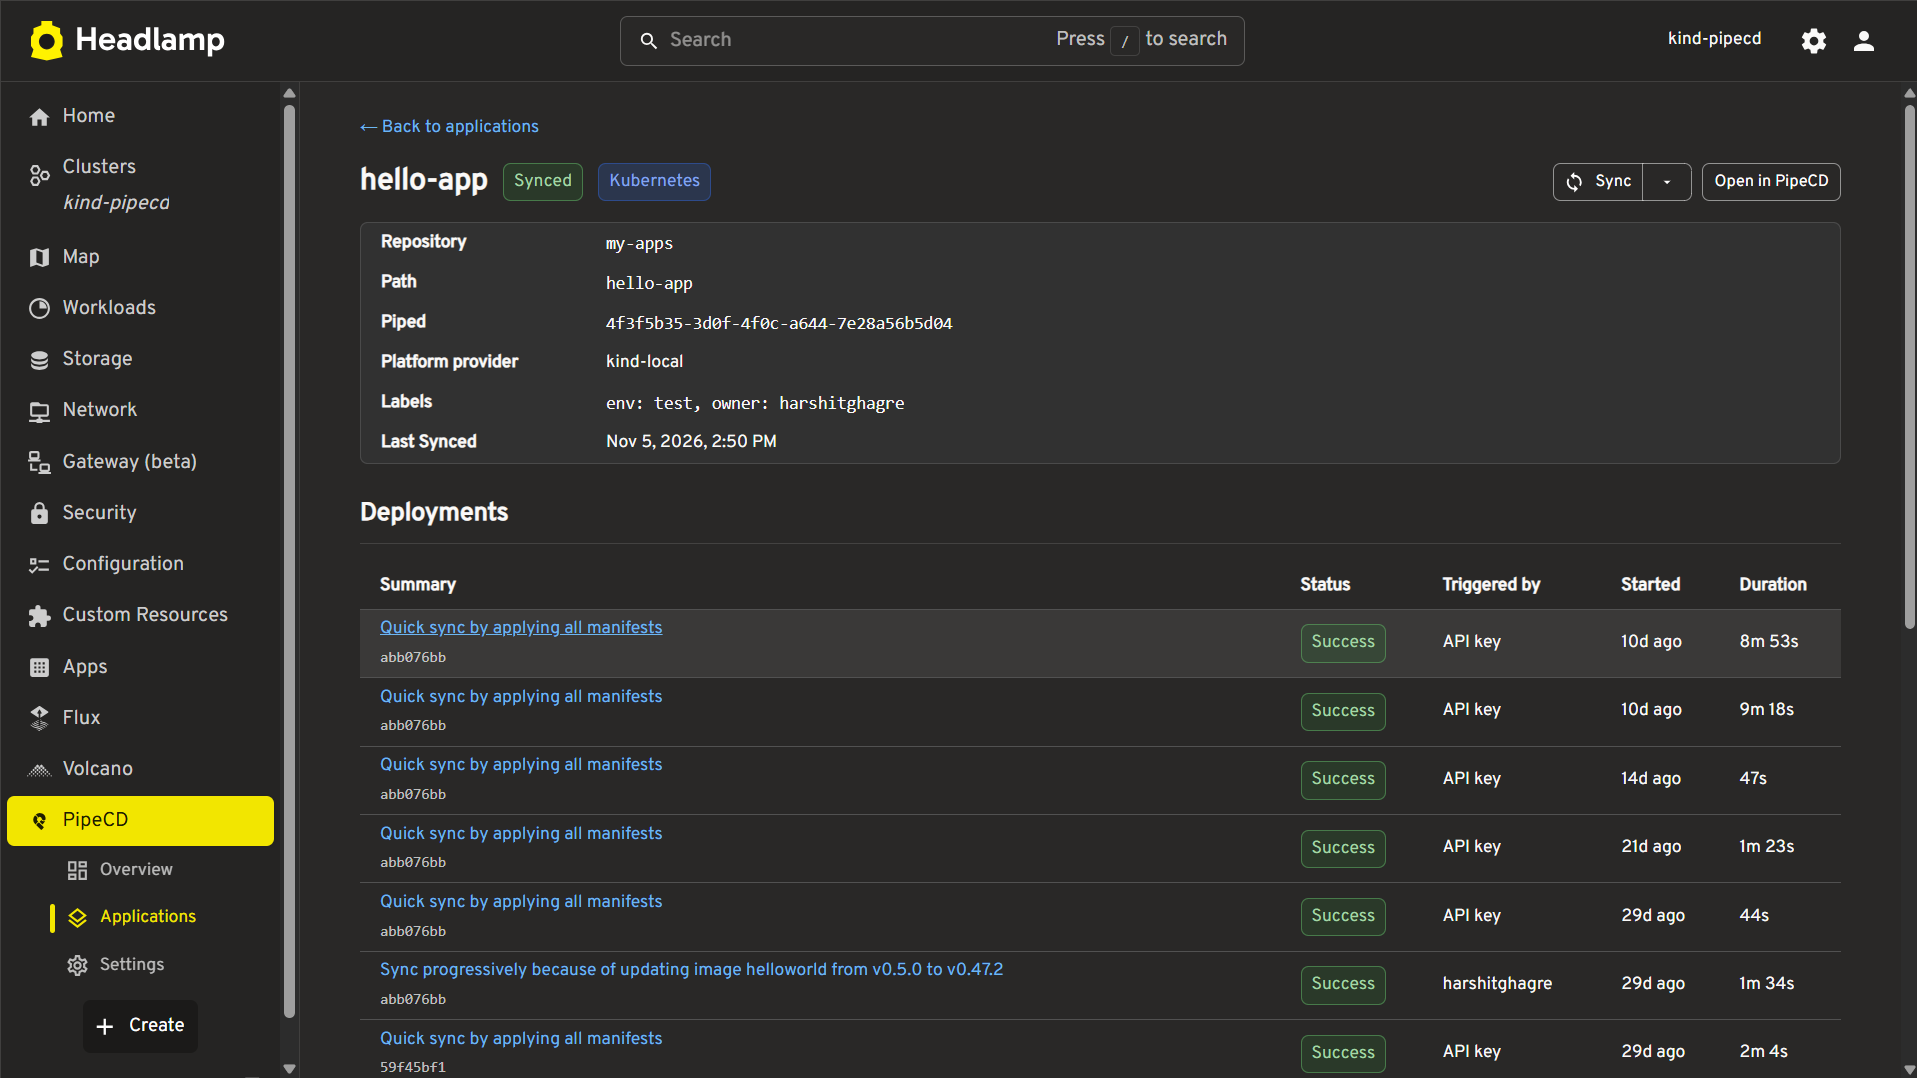 Headlamp
Search
Press / to search
kind-pipecd
Home
Clusters
kind-pipecd
Map
Workloads
Storage
Network
Gateway (beta)
Security
Configuration
Custom Resources
Apps
Flux
Volcano
PipeCD
Overview
Applications
Settings
Create
← Back to applications
hello-app Synced Kubernetes
Sync
Open in PipeCD
Repository my-apps
Path hello-app
Piped 4f3f5b35-3d0f-4f0c-a644-7e28a56b5d04
Platform provider kind-local
Labels env: test, owner: harshitghagre
Last Synced Nov 5, 2026, 2:50 PM
Deployments
Summary Status Triggered by Started Duration
Quick sync by applying all manifests
abb076bb
Success API key 10d ago 8m 53s
Quick sync by applying all manifests
abb076bb
Success API key 10d ago 9m 18s
Quick sync by applying all manifests
abb076bb
Success API key 14d ago 47s
Quick sync by applying all manifests
abb076bb
Success API key 21d ago 1m 23s
Quick sync by applying all manifests
abb076bb
Success API key 29d ago 44s
Sync progressively because of updating image helloworld from v0.5.0 to v0.47.2
abb076bb
Success harshitghagre 29d ago 1m 34s
Quick sync by applying all manifests
59f45bf1
Success API key 29d ago 2m 4s